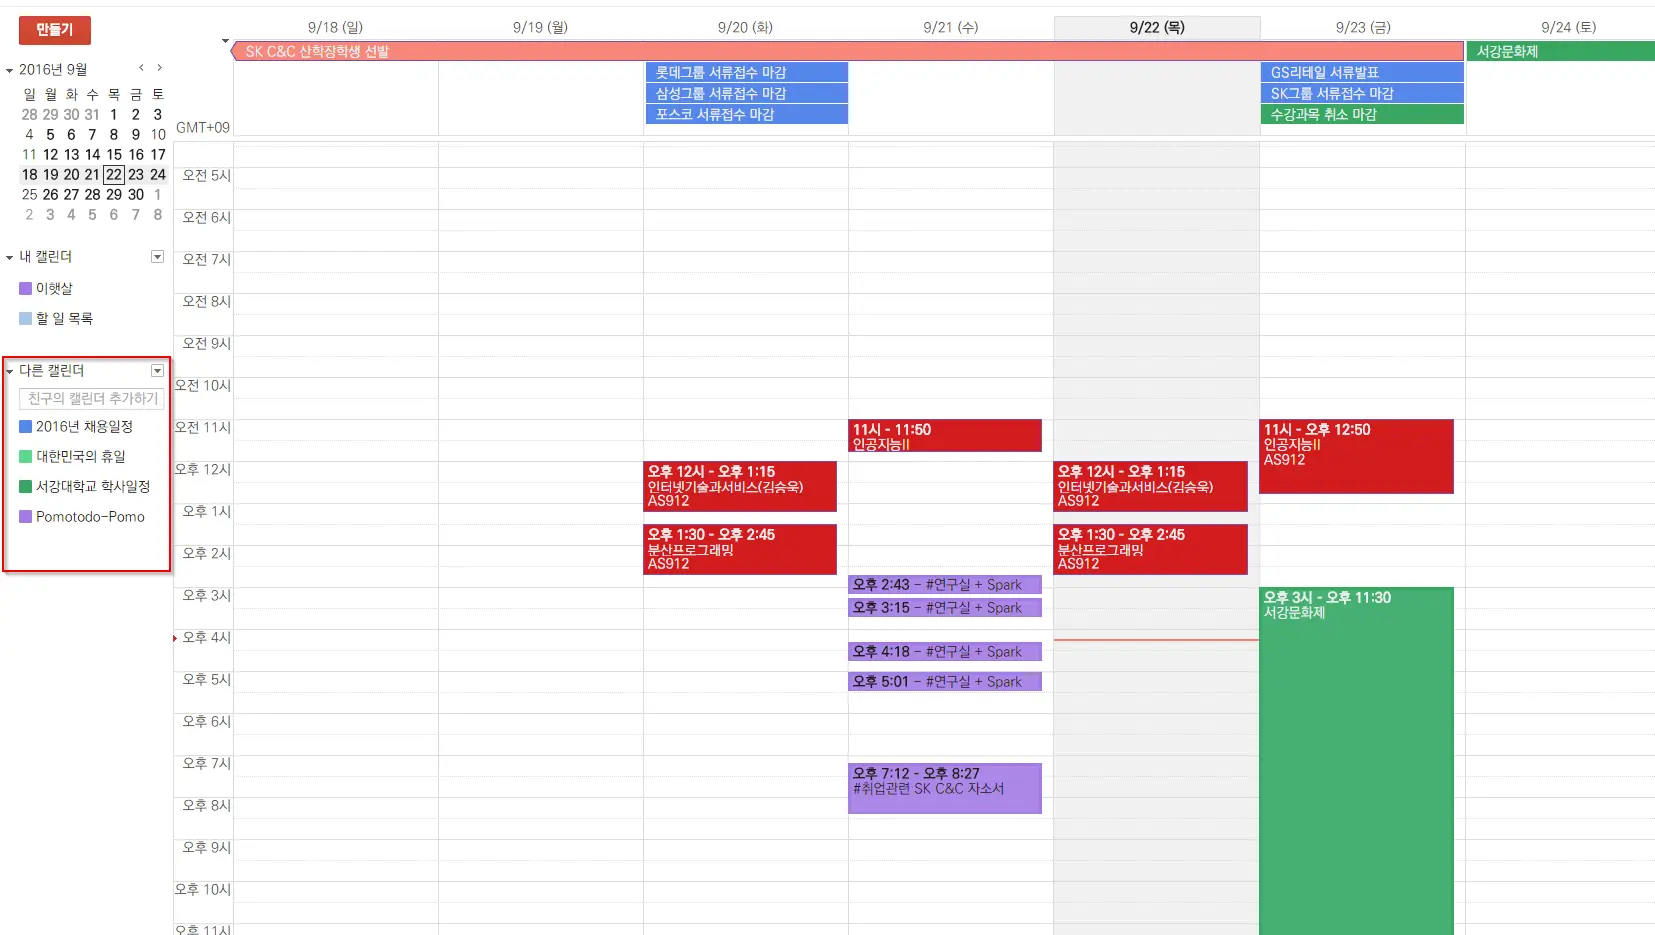 만들기
2016년 9월
일 월 화 수 목 금 토
28 29 30 31 1 2 3
4 5 6 7 8 9 10
11 12 13 14 15 16 17
18 19 20 21 22 23 24
25 26 27 28 29 30 1
2 3 4 5 6 7 8
내 캘린더
이햇살
할 일 목록
다른 캘린더
친구의 캘린더 추가하기
2016년 채용일정
대한민국의 휴일
서강대학교 학사일정
Pomotodo-Pomo
9/18 (일) 9/19 (월) 9/20 (화) 9/21 (수) 9/22 (목) 9/23 (금) 9/24 (토)
SK C&C 산학장학생 선발
서강문화제
롯데그룹 서류접수 마감
삼성그룹 서류접수 마감
포스코 서류접수 마감
GS리테일 서류발표
SK그룹 서류접수 마감
수강과목 취소 마감
GMT+09
오전 5시
오전 6시
오전 7시
오전 8시
오전 9시
오전 10시
오전 11시
오후 12시
오후 1시
오후 2시
오후 3시
오후 4시
오후 5시
오후 6시
오후 7시
오후 8시
오후 9시
오후 10시
오후 11시
오후 12시 - 오후 1:15
인터넷기술과서비스(김승욱)
AS912
오후 1:30 - 오후 2:45
분산프로그래밍
AS912
11시 - 11:50
인공지능II
오후 2:43 - #연구실 + Spark
오후 3:15 - #연구실 + Spark
오후 4:18 - #연구실 + Spark
오후 5:01 - #연구실 + Spark
오후 7:12 - 오후 8:27
#취업관련 SK C&C 자소서
오후 12시 - 오후 1:15
인터넷기술과서비스(김승욱)
AS912
오후 1:30 - 오후 2:45
분산프로그래밍
AS912
11시 - 오후 12:50
인공지능II
AS912
오후 3시 - 오후 11:30
서강문화제